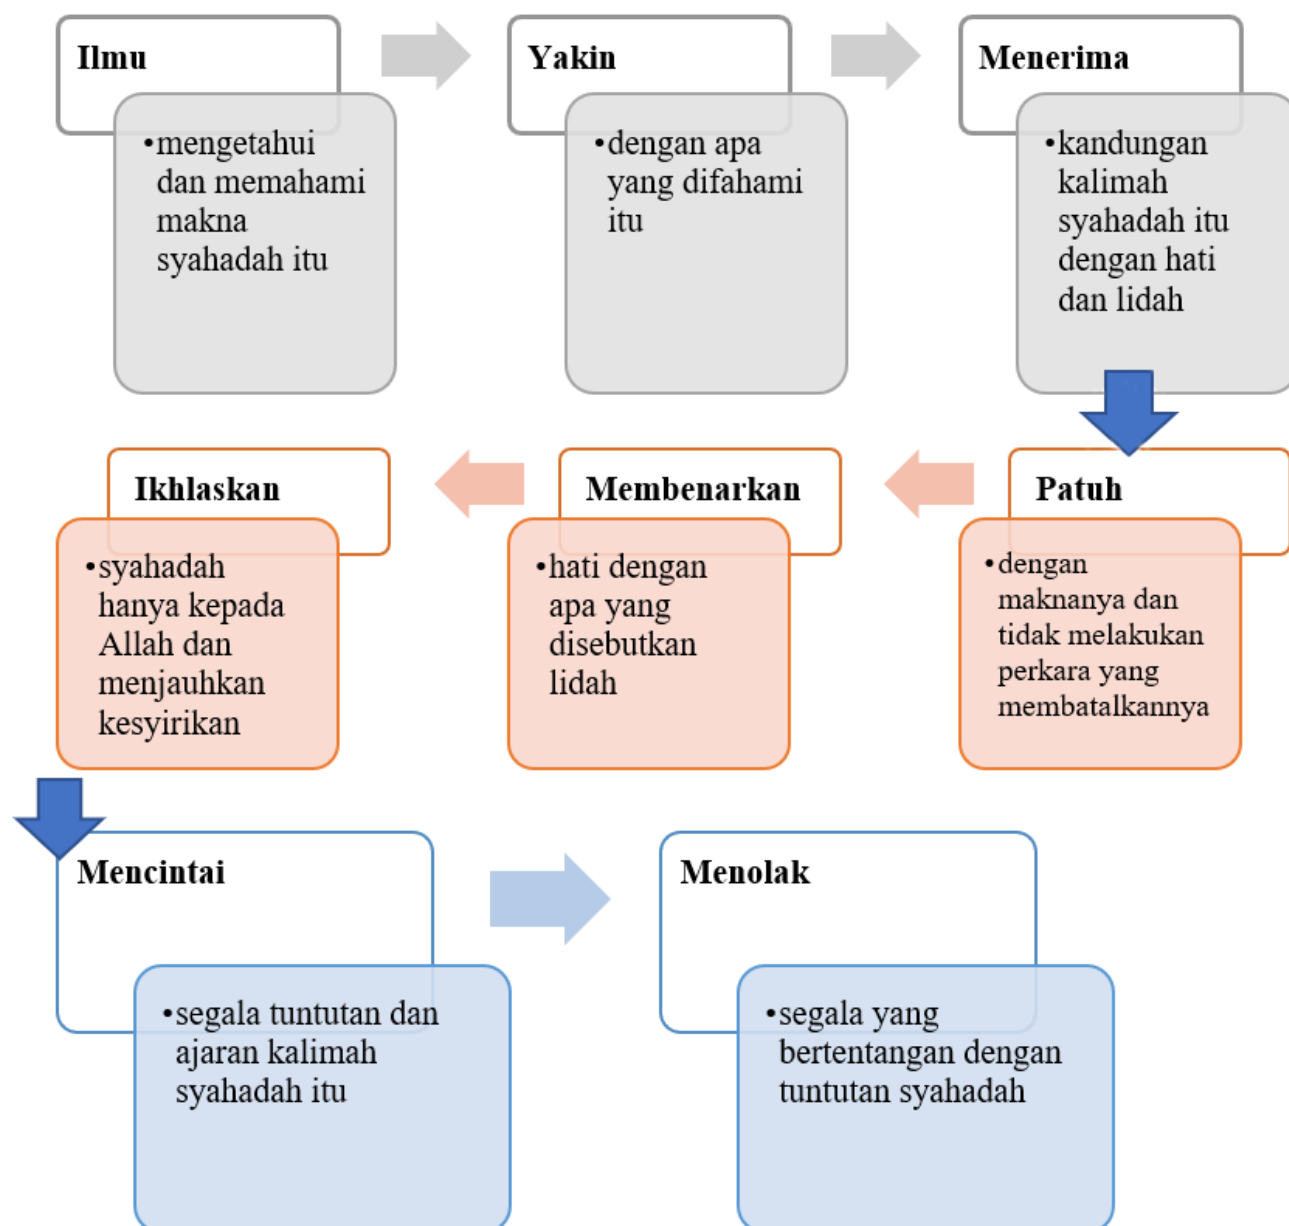 Ilmu
•mengetahui
dan memahami
makna
syahadah itu
Yakin
•dengan apa
yang difahami
itu
Menerima
•kandungan
kalimah
syahadah itu
dengan hati
dan lidah
Patuh
•dengan
maknanya dan
tidak melakukan
perkara yang
membatalkannya
Membenarkan
•hati dengan
apa yang
disebutkan
lidah
Ikhlaskan
•syahadah
hanya kepada
Allah dan
menjauhkan
kesyirikan
Mencintai
•segala tuntutan dan
ajaran kalimah
syahadah itu
Menolak
•segala yang
bertentangan dengan
tuntutan syahadah